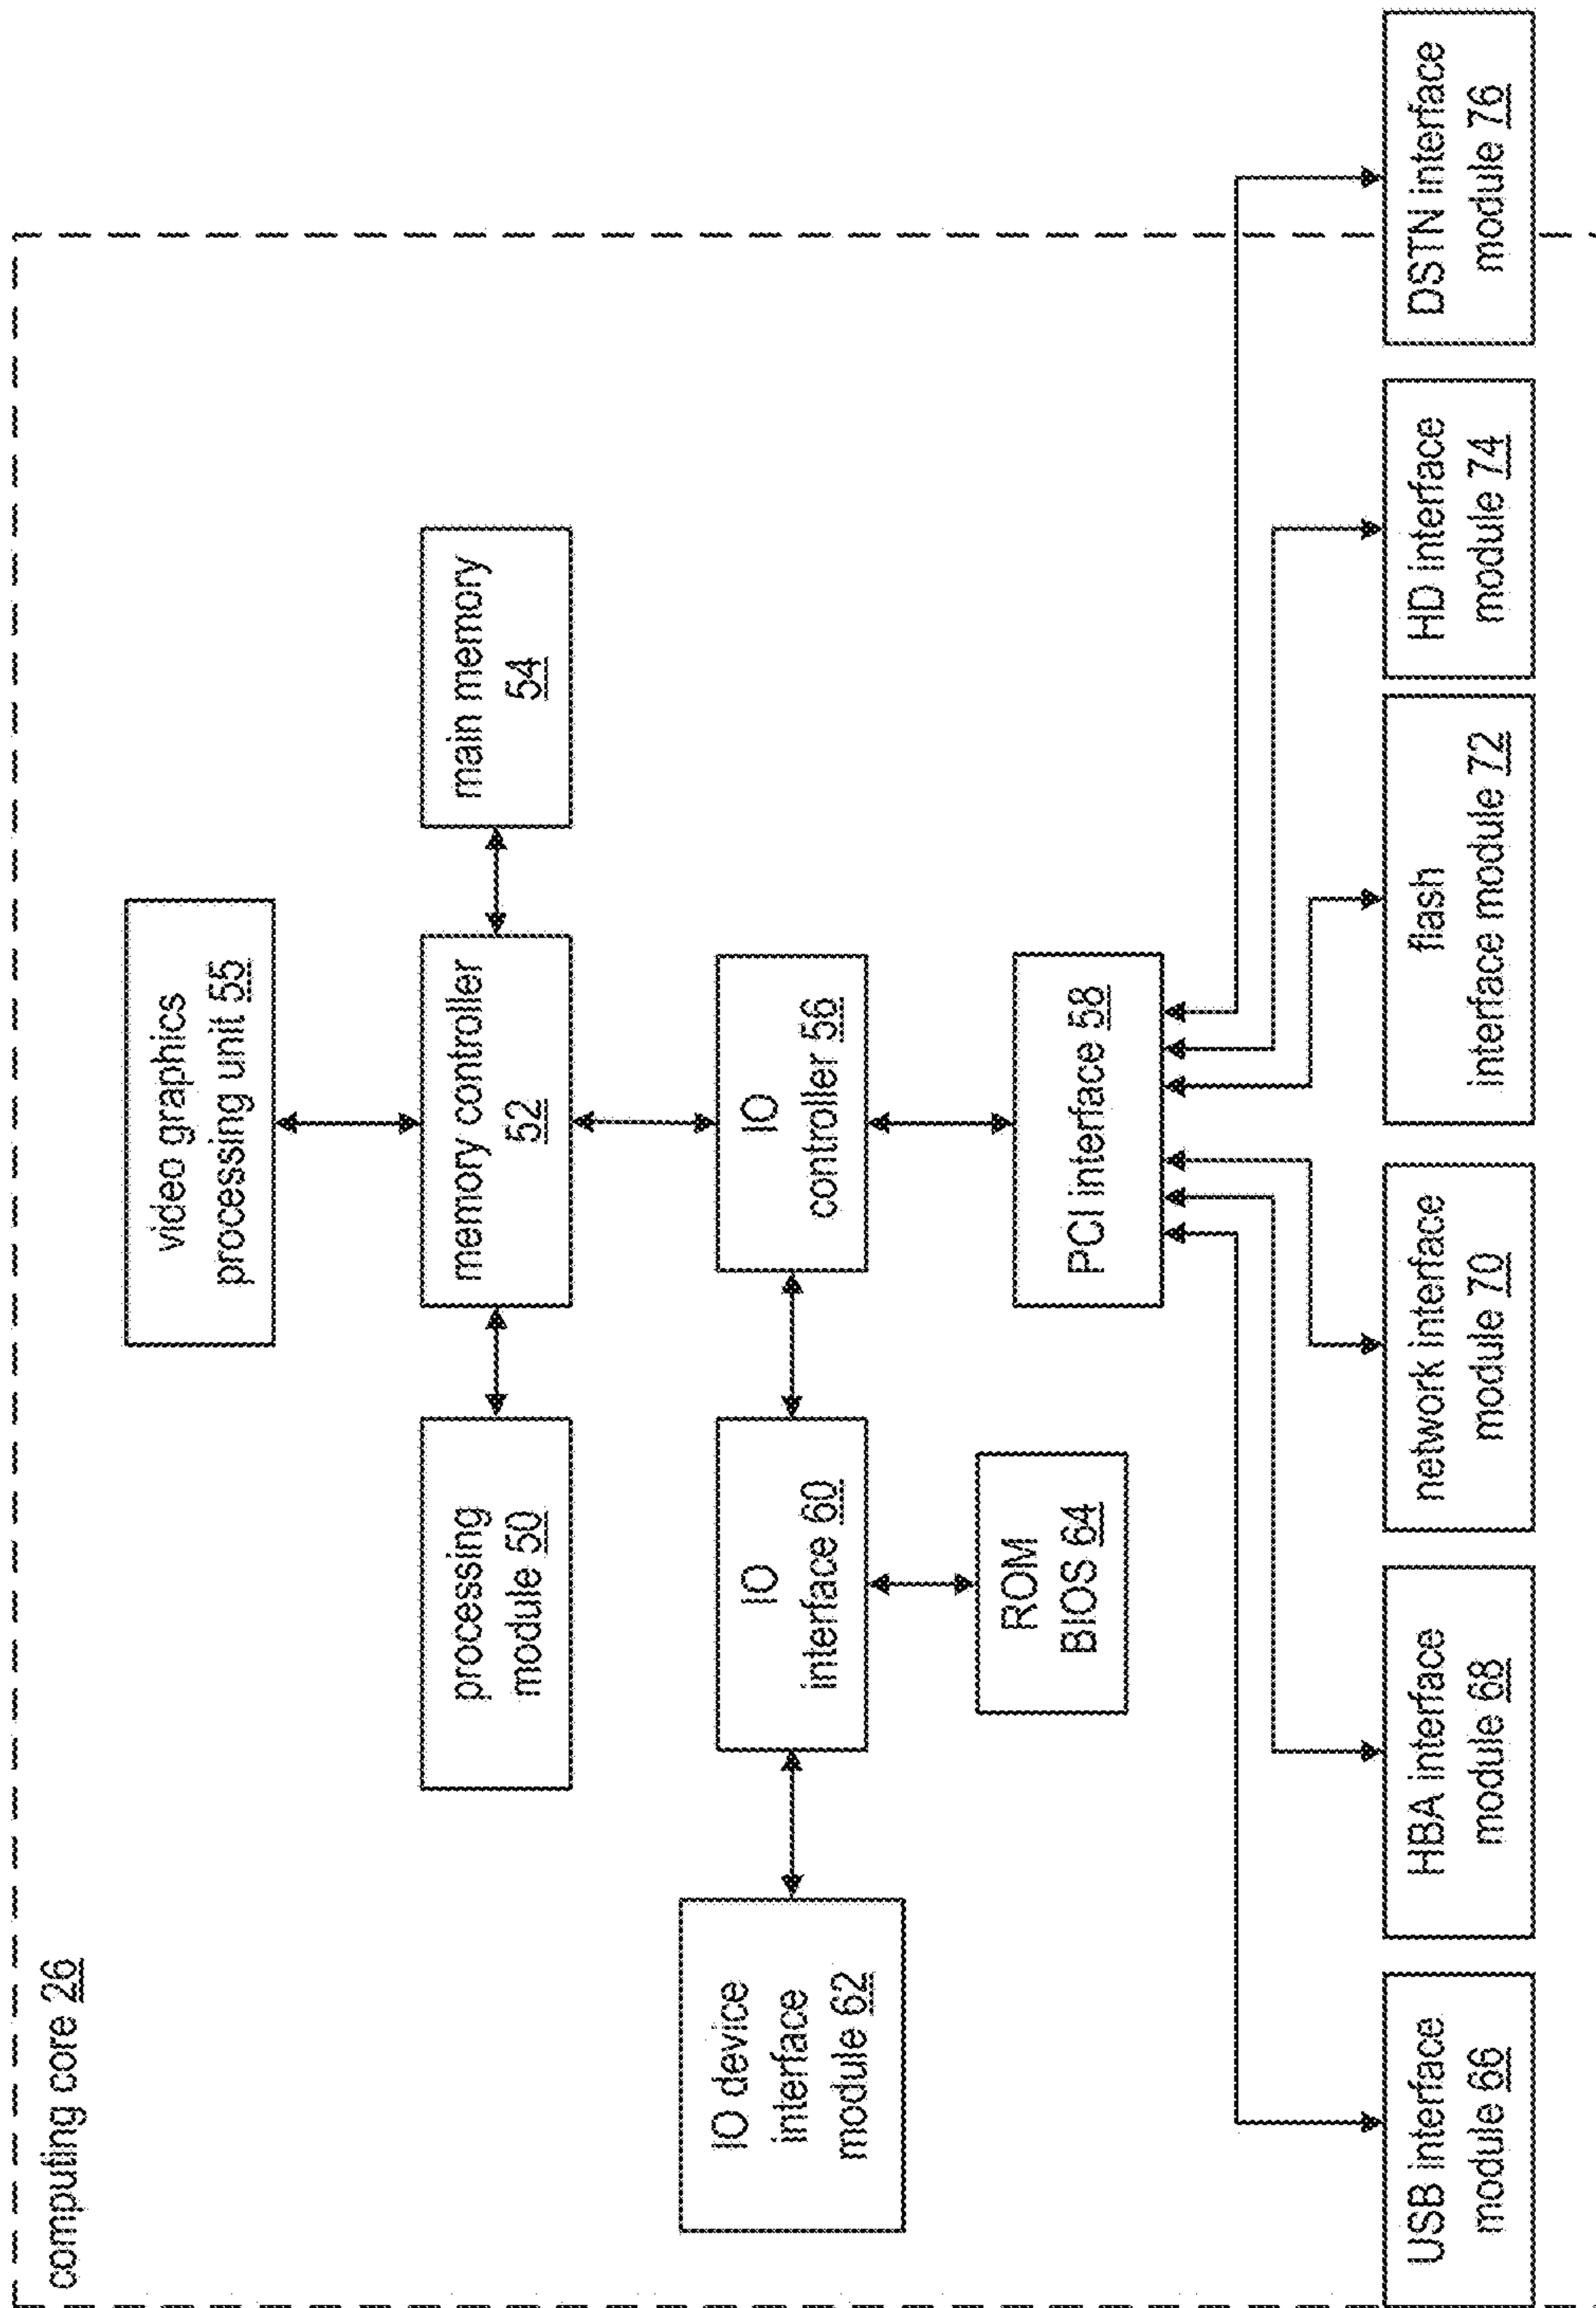 computing core 26
video graphics
processing unit 55
processing
module 50
memory controller
52
main memory
54
IO device
interface
module 62
IO
interface 60
IO
controller 56
ROM
BIOS 64
PCI interface 58
USB interface
module 66
HBA interface
module 68
network interface
module 70
flash
interface module 72
HD interface
module 74
DSTN interface
module 76